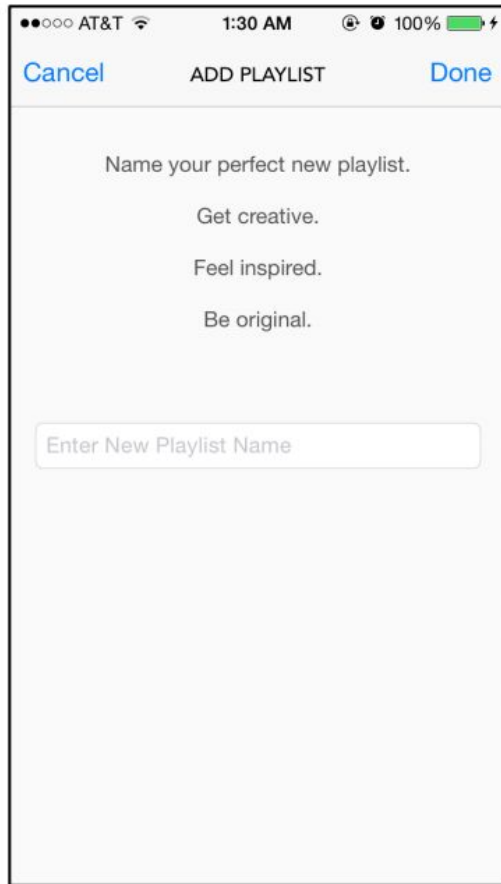 AT&T 1:30 AM 100%
Cancel ADD PLAYLIST Done
Name your perfect new playlist.
Get creative.
Feel inspired.
Be original.
Enter New Playlist Name